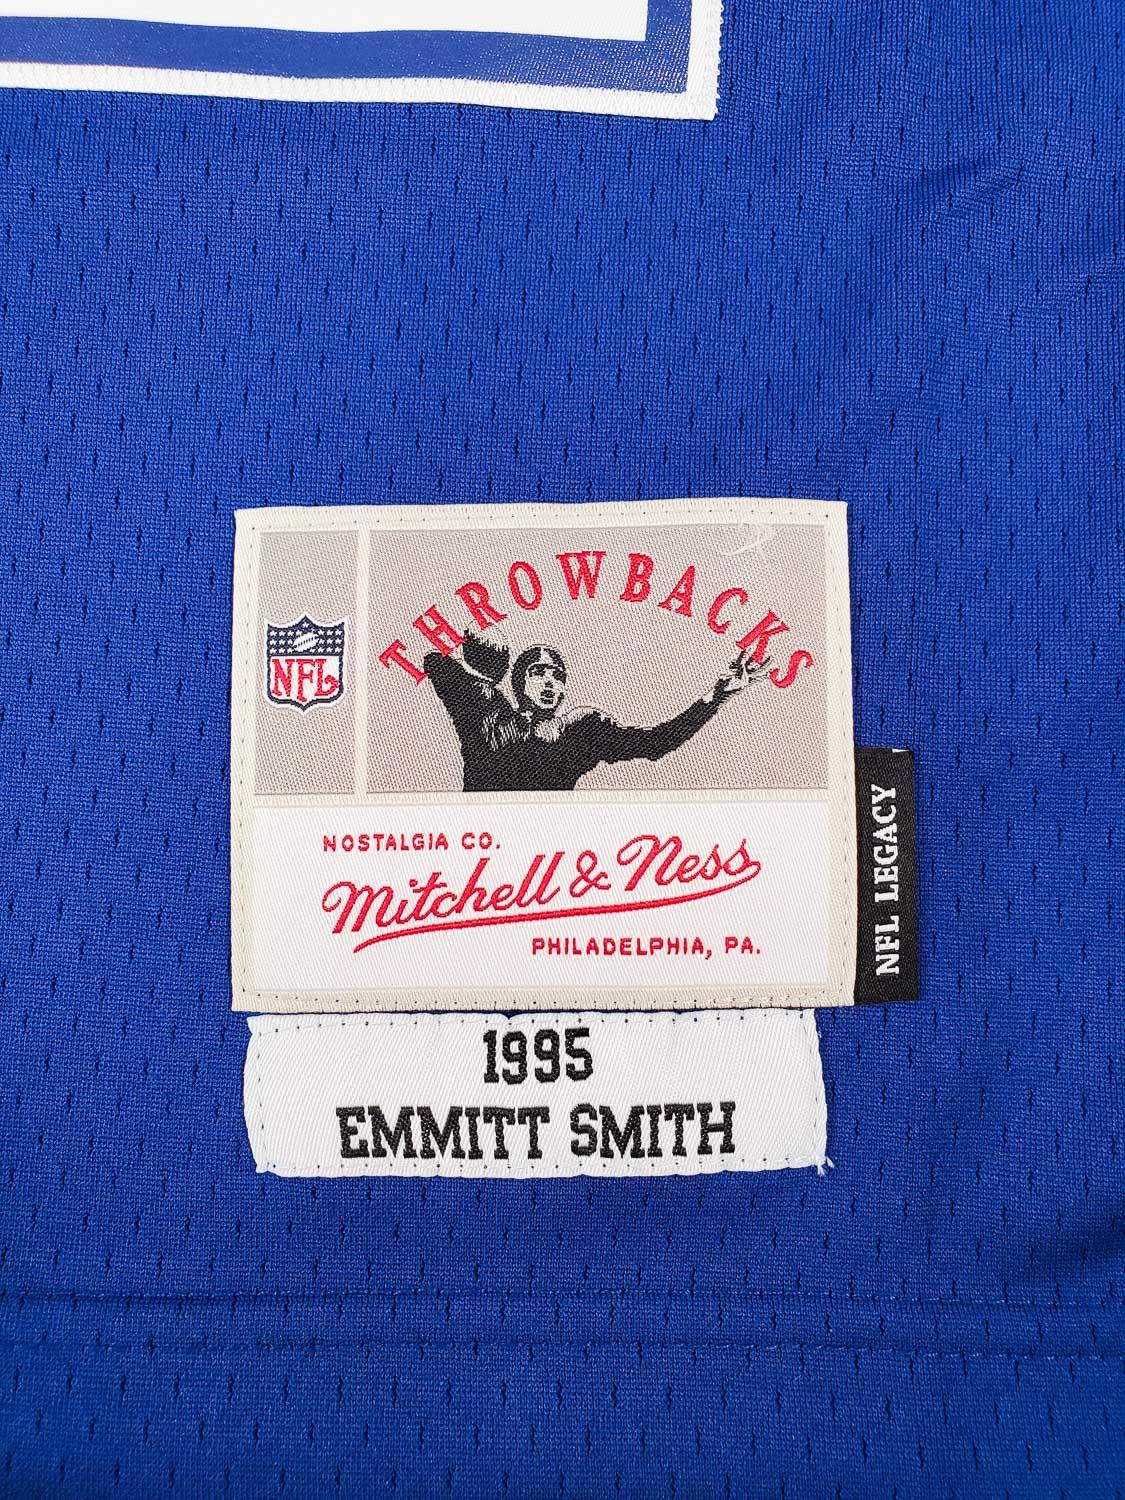 THROWBACKS
NFL
NOSTALGIA CO.
Mitchell & Ness
PHILADELPHIA, PA.
NFL LEGACY
1995
EMMITT SMITH